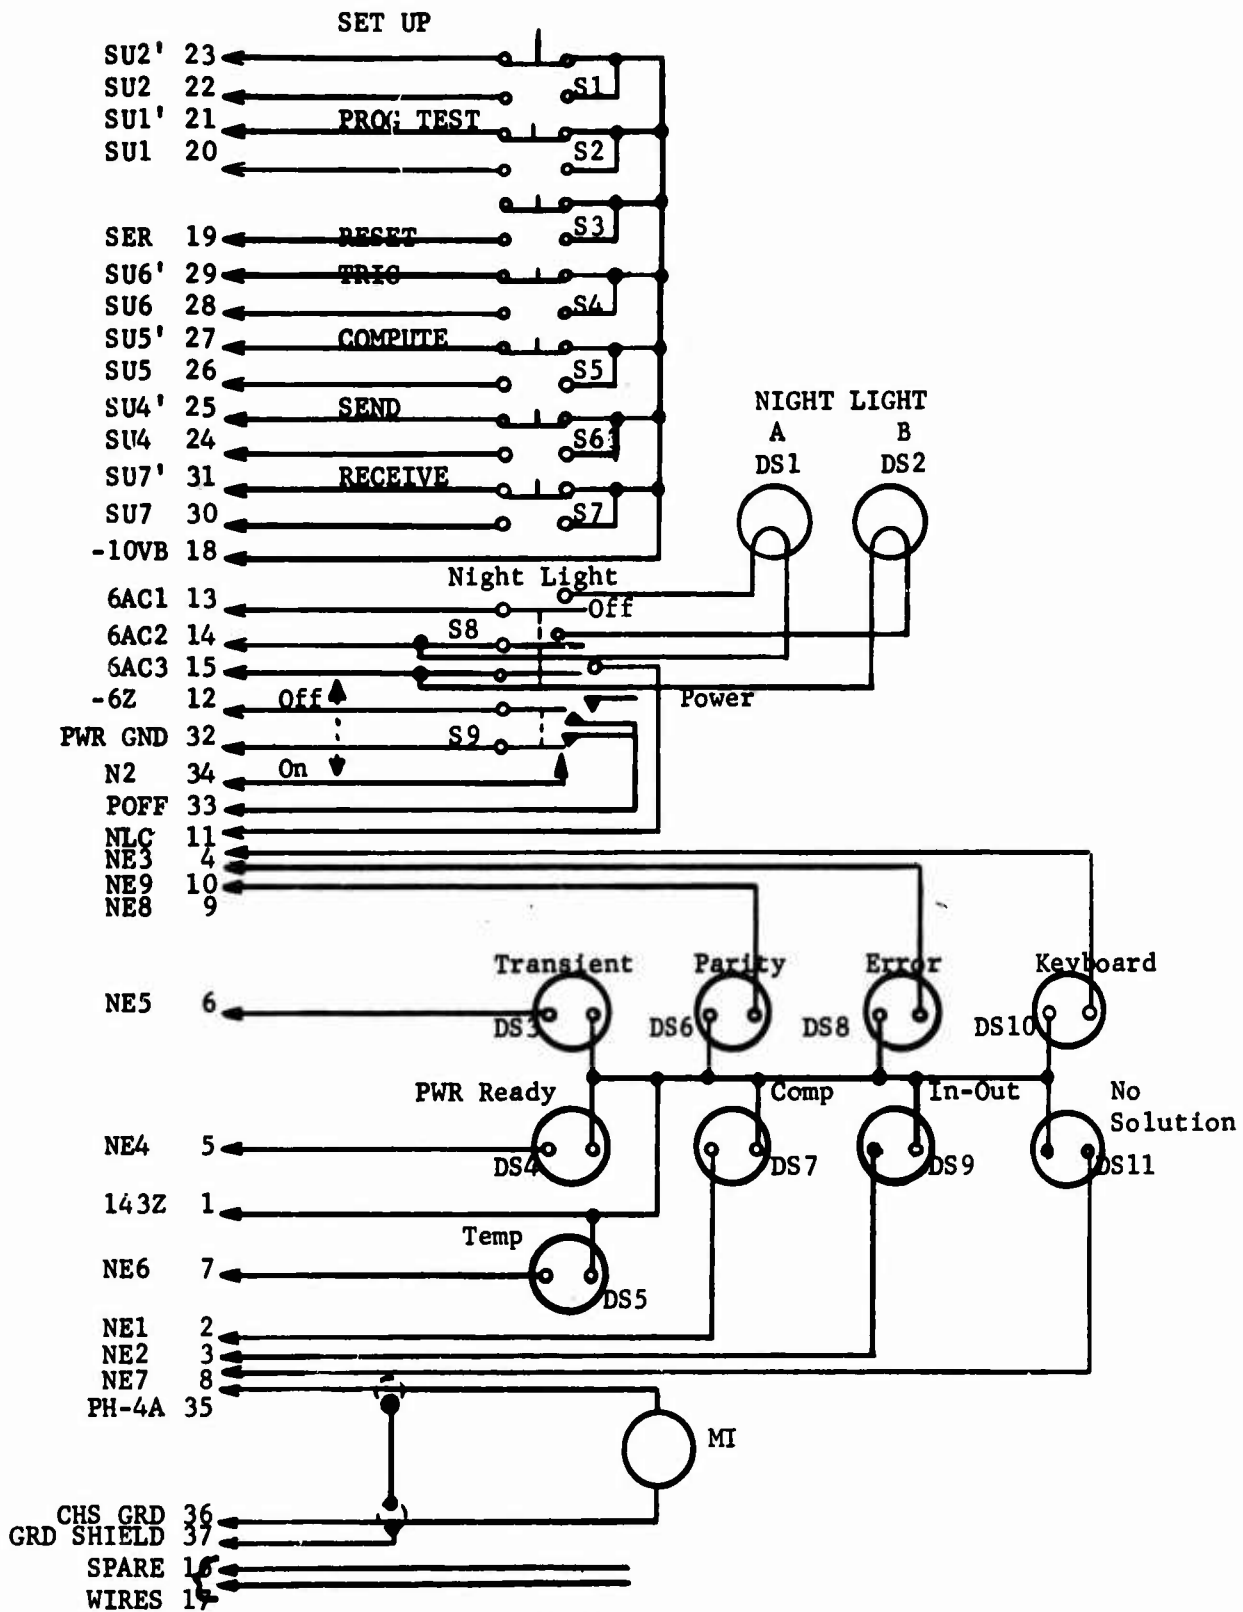 SET UP
SU2' 23
SU2 22
S1
SU1' 21
PROG TEST
SU1 20
S2
SER 19
RESET
S3
SU6' 29
TRIG
SU6 28
S4
SU5' 27
COMPUTE
SU5 26
S5
SU4' 25
SEND
SU4 24
S6
SU7' 31
RECEIVE
SU7 30
S7
-10VB 18
NIGHT LIGHT
A B
DS1 DS2
Night Light
6AC1 13
Off
6AC2 14
S8
6AC3 15
-6Z 12
Off
Power
PWR GND 32
S9
N2 34
On
POFF 33
NLC 11
NE3 4
NE9 10
NE8 9
Transient Parity Error Keyboard
NE5 6
DS3 DS6 DS8 DS10
PWR Ready Comp In-Out No
Solution
NE4 5
DS4 DS7 DS9 DS11
143Z 1
Temp
NE6 7
DS5
NE1 2
NE2 3
NE7 8
PH-4A 35
MI
CHS GRD 36
GRD SHIELD 37
SPARE 16
WIRES 17